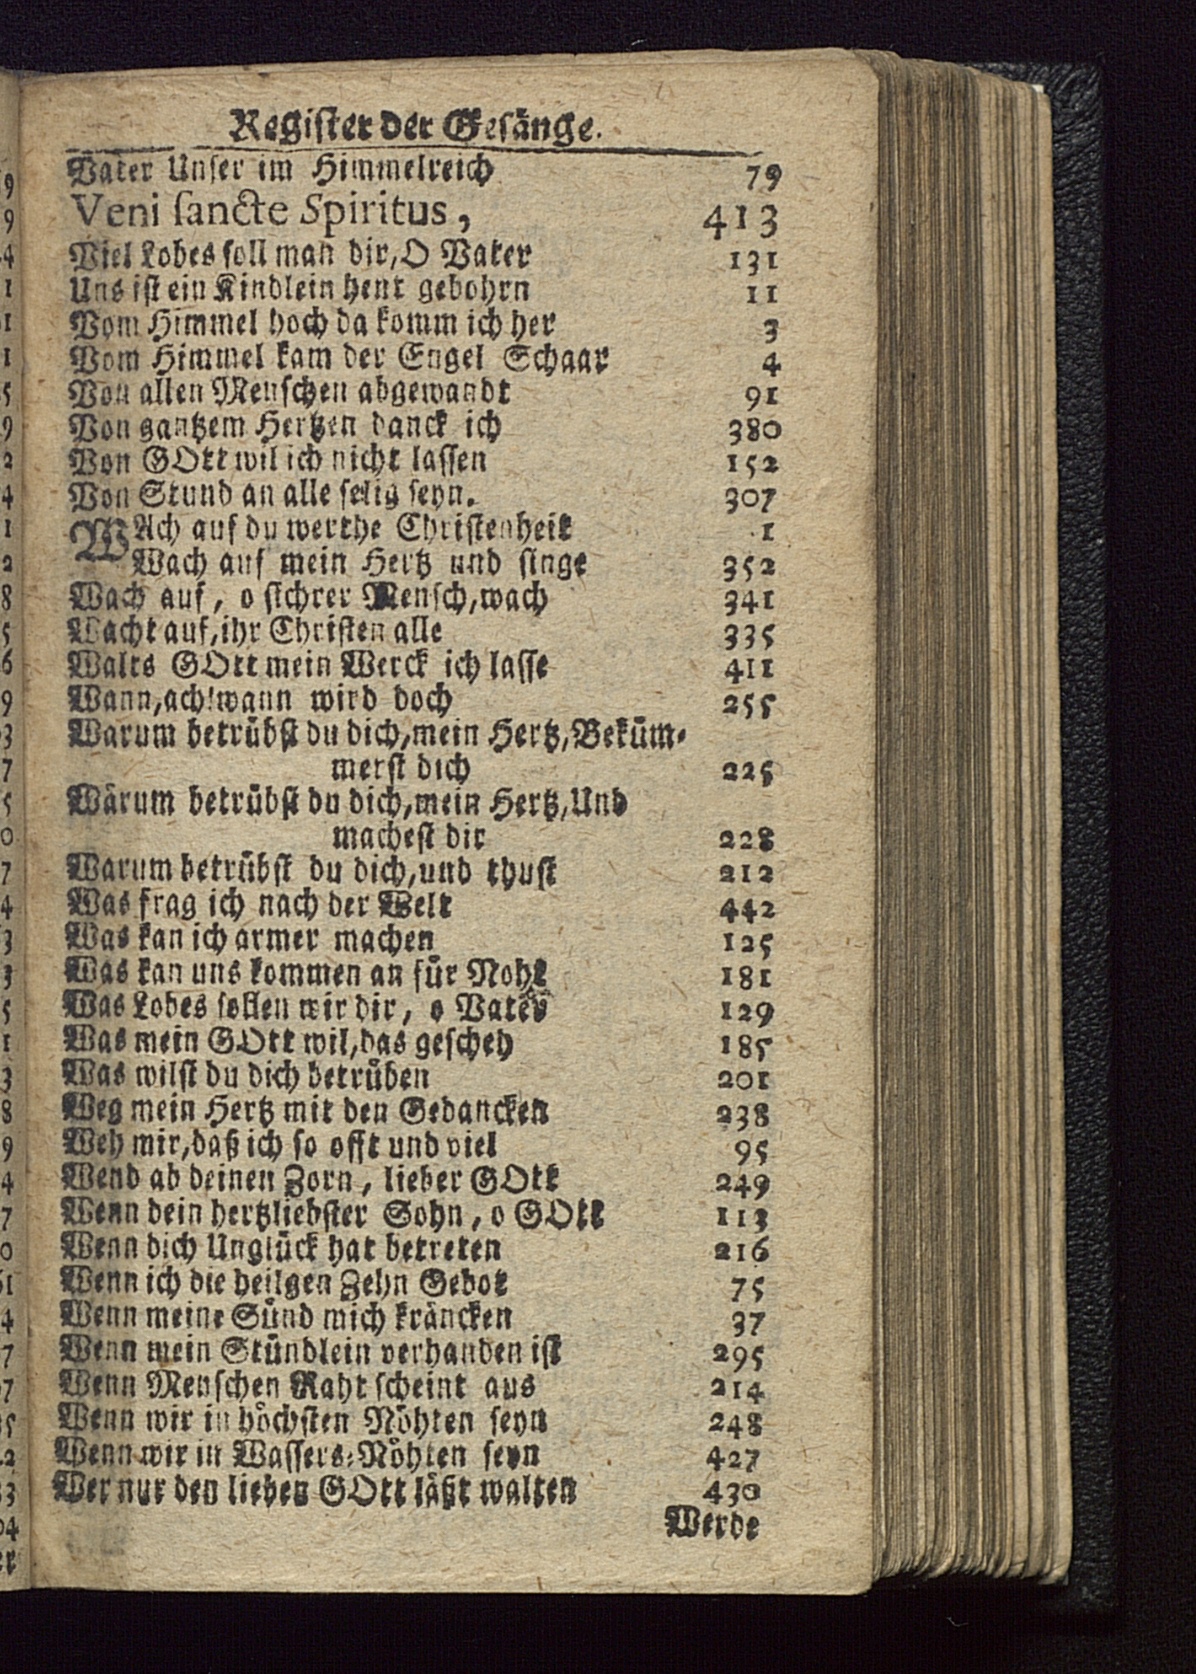 Register der Gesänge.
Vater Unser im Himmelreich 79
Veni sancte Spiritus, 413
Viel Lobes soll man dir, O Vater 131
Uns ist ein Kindlein heut gebohrn 11
Vom Himmel hoch da komm ich her 3
Vom Himmel kam der Engel Schaar 4
Von allen Menschen abgewandt 91
Von gantzem Hertzen danck ich 380
Von GOtt wil ich nicht lassen 152
Von Stund an alle selig seyn. 307
WAch auf du werthe Christenheit 1
Wach auf mein Hertz und singe 352
Wach auf, o sichrer Mensch, wach 341
Wacht auf, ihr Christen alle 335
Walts GOtt mein Werck ich lasse 411
Wann, ach! wann wird doch 255
Warum betrübst du dich, mein Hertz, Beküm-
merst dich 225
Warum betrübst du dich, mein Hertz, Und
machest dir 228
Warum betrübst du dich, und thust 212
Was frag ich nach der Welt 442
Was kan ich armer machen 125
Was kan uns kommen an für Noht 181
Was Lobes sollen wir dir, o Vater 129
Was mein GOtt wil, das gescheh 185
Was wilst du dich betrüben 201
Weg mein Hertz mit den Gedancken 238
Weh mir, daß ich so offt und viel 95
Wend ab deinen Zorn, lieber GOtt 249
Wenn dein hertzliebster Sohn, o GOtt 113
Wenn dich Unglück hat betreten 216
Wenn ich die heilgen Zehn Gebot 75
Wenn meine Sünd mich kräncken 37
Wenn mein Stündlein verhanden ist 295
Wenn Menschen Raht scheint aus 214
Wenn wir in höchsten Nöhten seyn 248
Wenn wir in Wassers-Nöhten seyn 427
Wer nur den lieben GOtt läßt walten 430
Werde